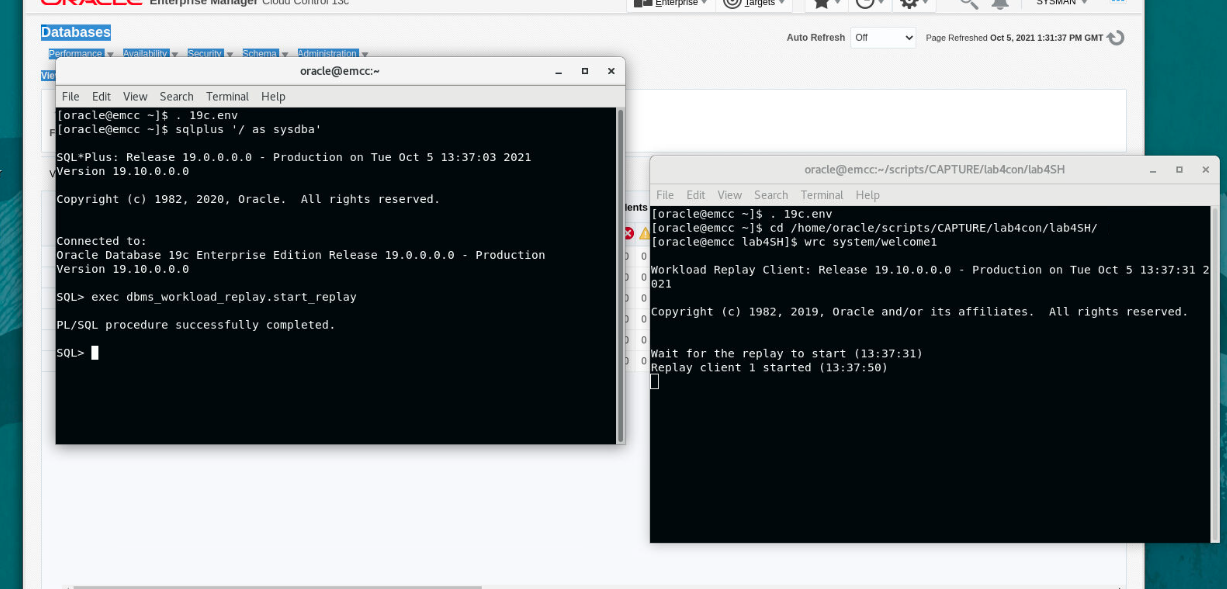 ORACLE Enterprise Manager Cloud Control 13c
Enterprise Targets SYSMAN
Databases
Auto Refresh Off Page Refreshed Oct 5, 2021 1:31:37 PM GMT
Performance Availability Security Schema Administration
oracle@emcc:~
File Edit View Search Terminal Help
[oracle@emcc ~]$ . 19c.env
[oracle@emcc ~]$ sqlplus '/ as sysdba'
SQL*Plus: Release 19.0.0.0.0 - Production on Tue Oct 5 13:37:03 2021
Version 19.10.0.0.0
Copyright (c) 1982, 2020, Oracle.  All rights reserved.
Connected to:
Oracle Database 19c Enterprise Edition Release 19.0.0.0.0 - Production
Version 19.10.0.0.0
SQL> exec dbms_workload_replay.start_replay
PL/SQL procedure successfully completed.
SQL>
oracle@emcc:~/scripts/CAPTURE/lab4con/lab4SH
File Edit View Search Terminal Help
[oracle@emcc ~]$ . 19c.env
[oracle@emcc ~]$ cd /home/oracle/scripts/CAPTURE/lab4con/lab4SH/
[oracle@emcc lab4SH]$ wrc system/welcome1
Workload Replay Client: Release 19.10.0.0.0 - Production on Tue Oct 5 13:37:31 2
021
Copyright (c) 1982, 2019, Oracle and/or its affiliates.  All rights reserved.
Wait for the replay to start (13:37:31)
Replay client 1 started (13:37:50)
0
0
0
0
0
0